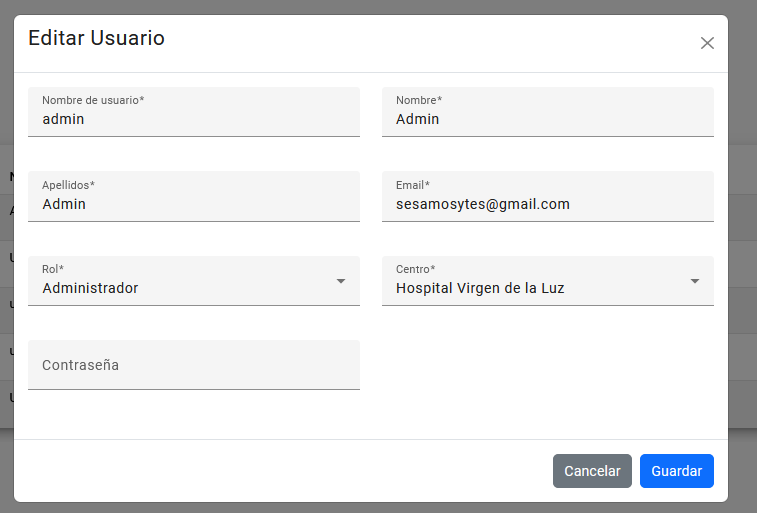 Editar Usuario
Nombre de usuario*
admin
Nombre*
Admin
Apellidos*
Admin
Email*
sesamosytes@gmail.com
Rol*
Administrador
Centro*
Hospital Virgen de la Luz
Contraseña
Cancelar
Guardar